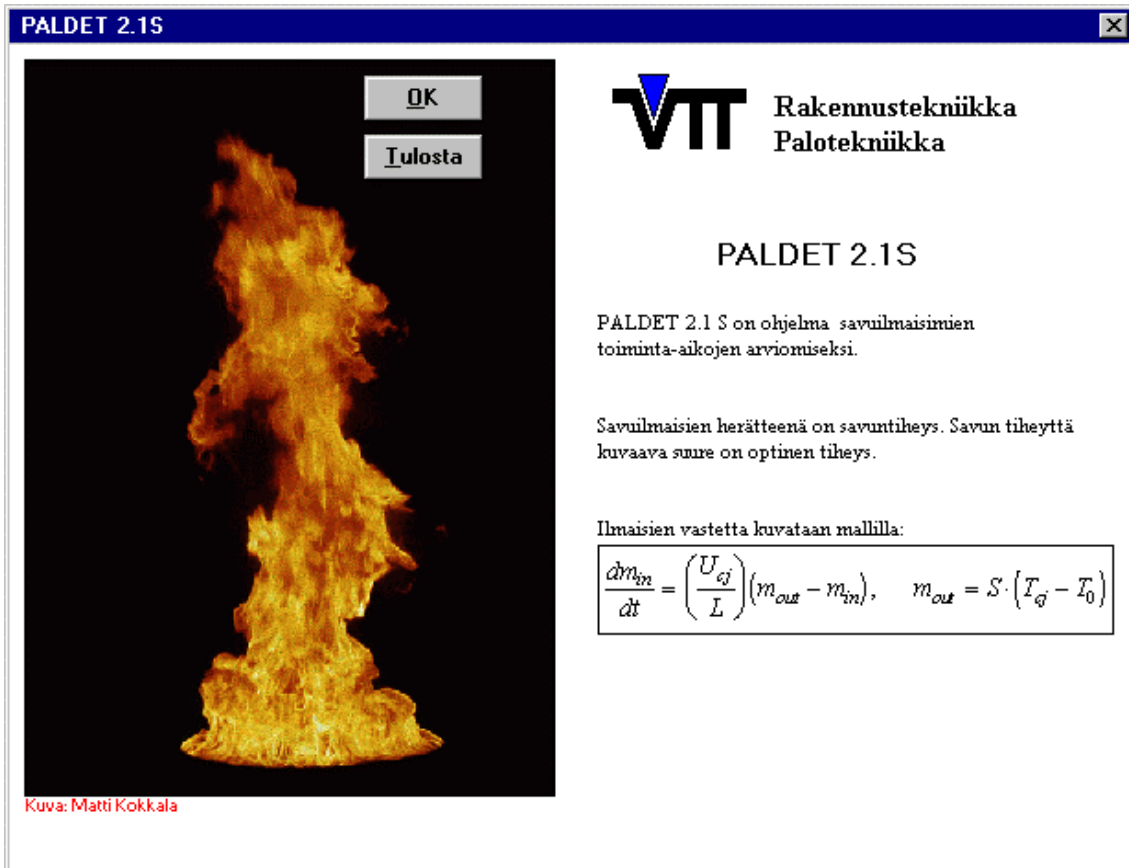 PALDET 2.1S
OK
Tulosta
VTT
Rakennustekniikka
Palotekniikka
PALDET 2.1S
PALDET 2.1 S on ohjelma savuilmaisimien
toiminta-aikojen arviomiseksi.
Savuilmaisien herätteenä on savuntiheys. Savun tiheyttä
kuvaava suure on optinen tiheys.
Ilmaisien vastetta kuvataan mallilla:
dm_in/dt = (U_cj/L)(m_out − m_in), m_out = S·(T_cj − T_0)
Kuva: Matti Kokkala